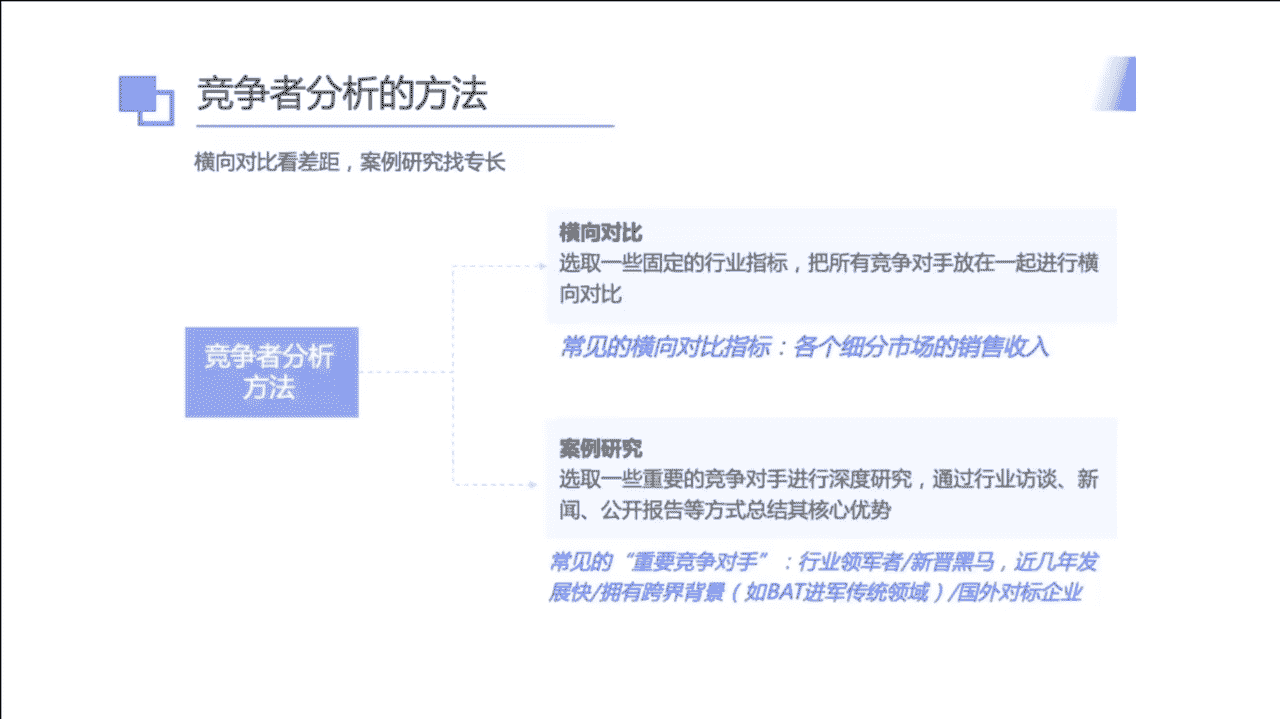 竞争者分析的方法
横向对比看差距，案例研究找专长
横向对比
选取一些固定的行业指标，把所有竞争对手放在一起进行横
向对比
常见的横向对比指标：各个细分市场的销售收入
竞争者分析
方法
案例研究
选取一些重要的竞争对手进行深度研究，通过行业访谈、新
闻、公开报告等方式总结其核心优势
常见的“重要竞争对手”：行业领军者/新晋黑马，近几年发
展快/拥有跨界背景（如BAT进军传统领域）/国外对标企业